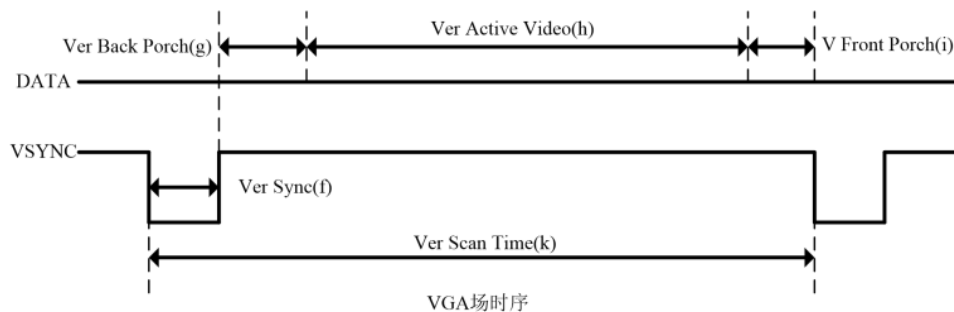 Ver Active Video(h)
Ver Back Porch(g)
V Front Porch(i)
DATA
VSYNC
Ver Sync(f)
Ver Scan Time(k)
VGA场时序